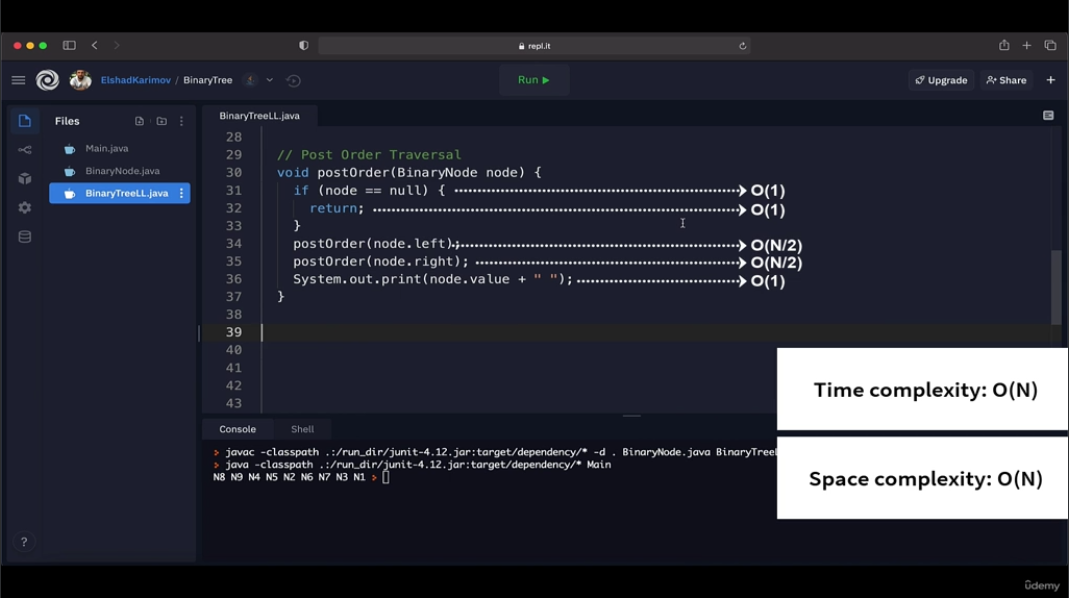 repl.it
ElshadKarimov / BinaryTree
Run
Upgrade
Share
Files
Main.java
BinaryNode.java
BinaryTreeLL.java
BinaryTreeLL.java
28
29 // Post Order Traversal
30 void postOrder(BinaryNode node) {
31 if (node == null) { O(1)
32 return; O(1)
33 }
34 postOrder(node.left); O(N/2)
35 postOrder(node.right); O(N/2)
36 System.out.print(node.value + " "); O(1)
37 }
38
39
40
41
42
43
Time complexity: O(N)
Space complexity: O(N)
Console Shell
> javac -classpath .:/run_dir/junit-4.12.jar:target/dependency/* -d . BinaryNode.java BinaryTreeL
> java -classpath .:/run_dir/junit-4.12.jar:target/dependency/* Main
N8 N9 N4 N5 N2 N6 N7 N3 N1 >
?
ûdemy